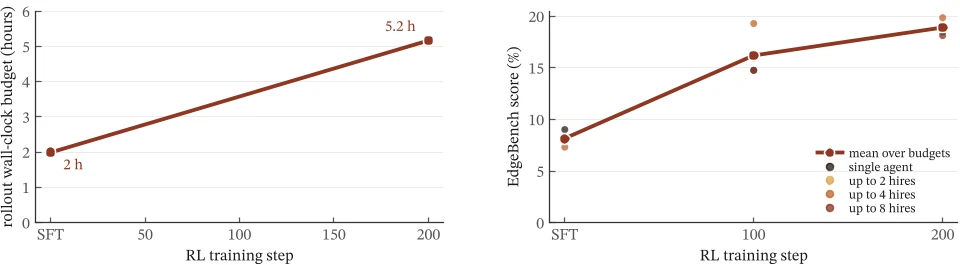 rollout wall-clock budget (hours)
6
5
4
3
2
1
0
5.2 h
2 h
SFT 50 100 150 200
RL training step
EdgeBench score (%)
20
15
10
5
0
mean over budgets
single agent
up to 2 hires
up to 4 hires
up to 8 hires
SFT 100 200
RL training step